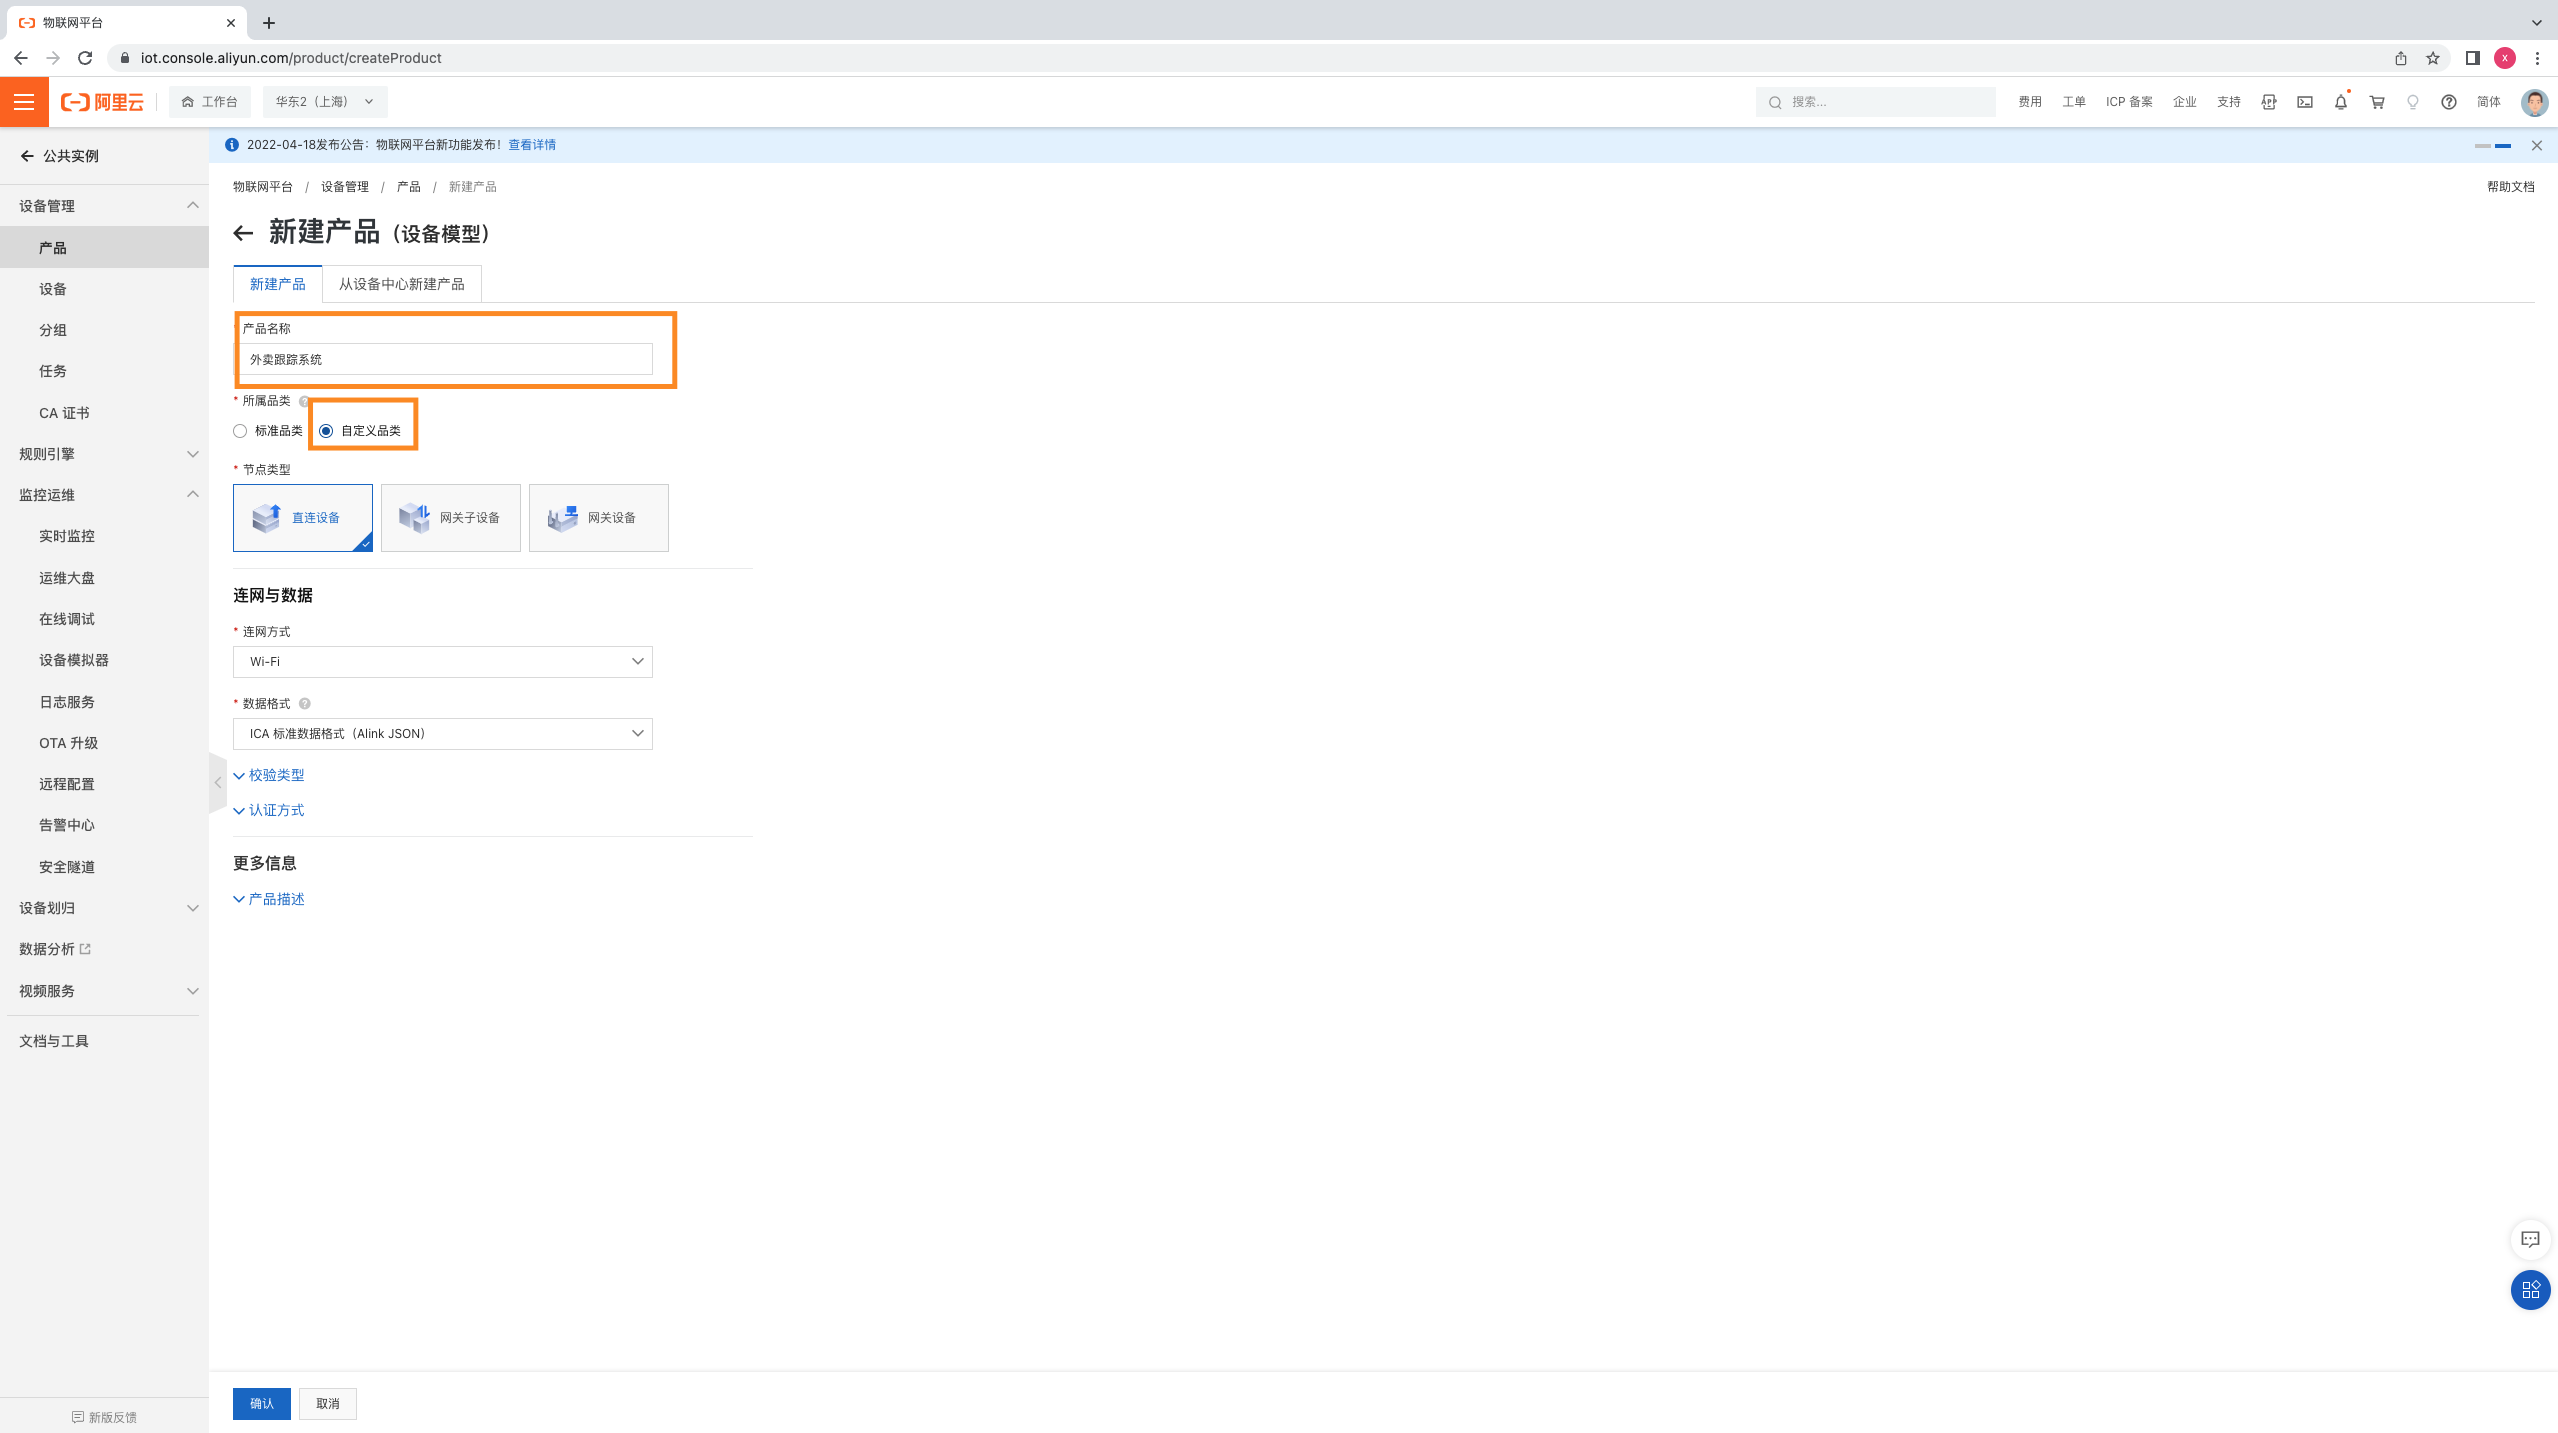 物联网平台
iot.console.aliyun.com/product/createProduct
X
阿里云
工作台
华东2（上海）
搜索...
费用
工单
ICP 备案
企业
支持
简体
公共实例
设备管理
产品
设备
分组
任务
CA 证书
规则引擎
监控运维
实时监控
运维大盘
在线调试
设备模拟器
日志服务
OTA 升级
远程配置
告警中心
安全隧道
设备划归
数据分析
视频服务
文档与工具
新版反馈
2022-04-18发布公告：物联网平台新功能发布！查看详情
物联网平台 / 设备管理 / 产品 / 新建产品
帮助文档
新建产品（设备模型）
新建产品
从设备中心新建产品
产品名称
外卖跟踪系统
* 所属品类
标准品类
自定义品类
* 节点类型
直连设备
网关子设备
网关设备
连网与数据
* 连网方式
Wi-Fi
* 数据格式
ICA 标准数据格式（Alink JSON）
校验类型
认证方式
更多信息
产品描述
确认
取消